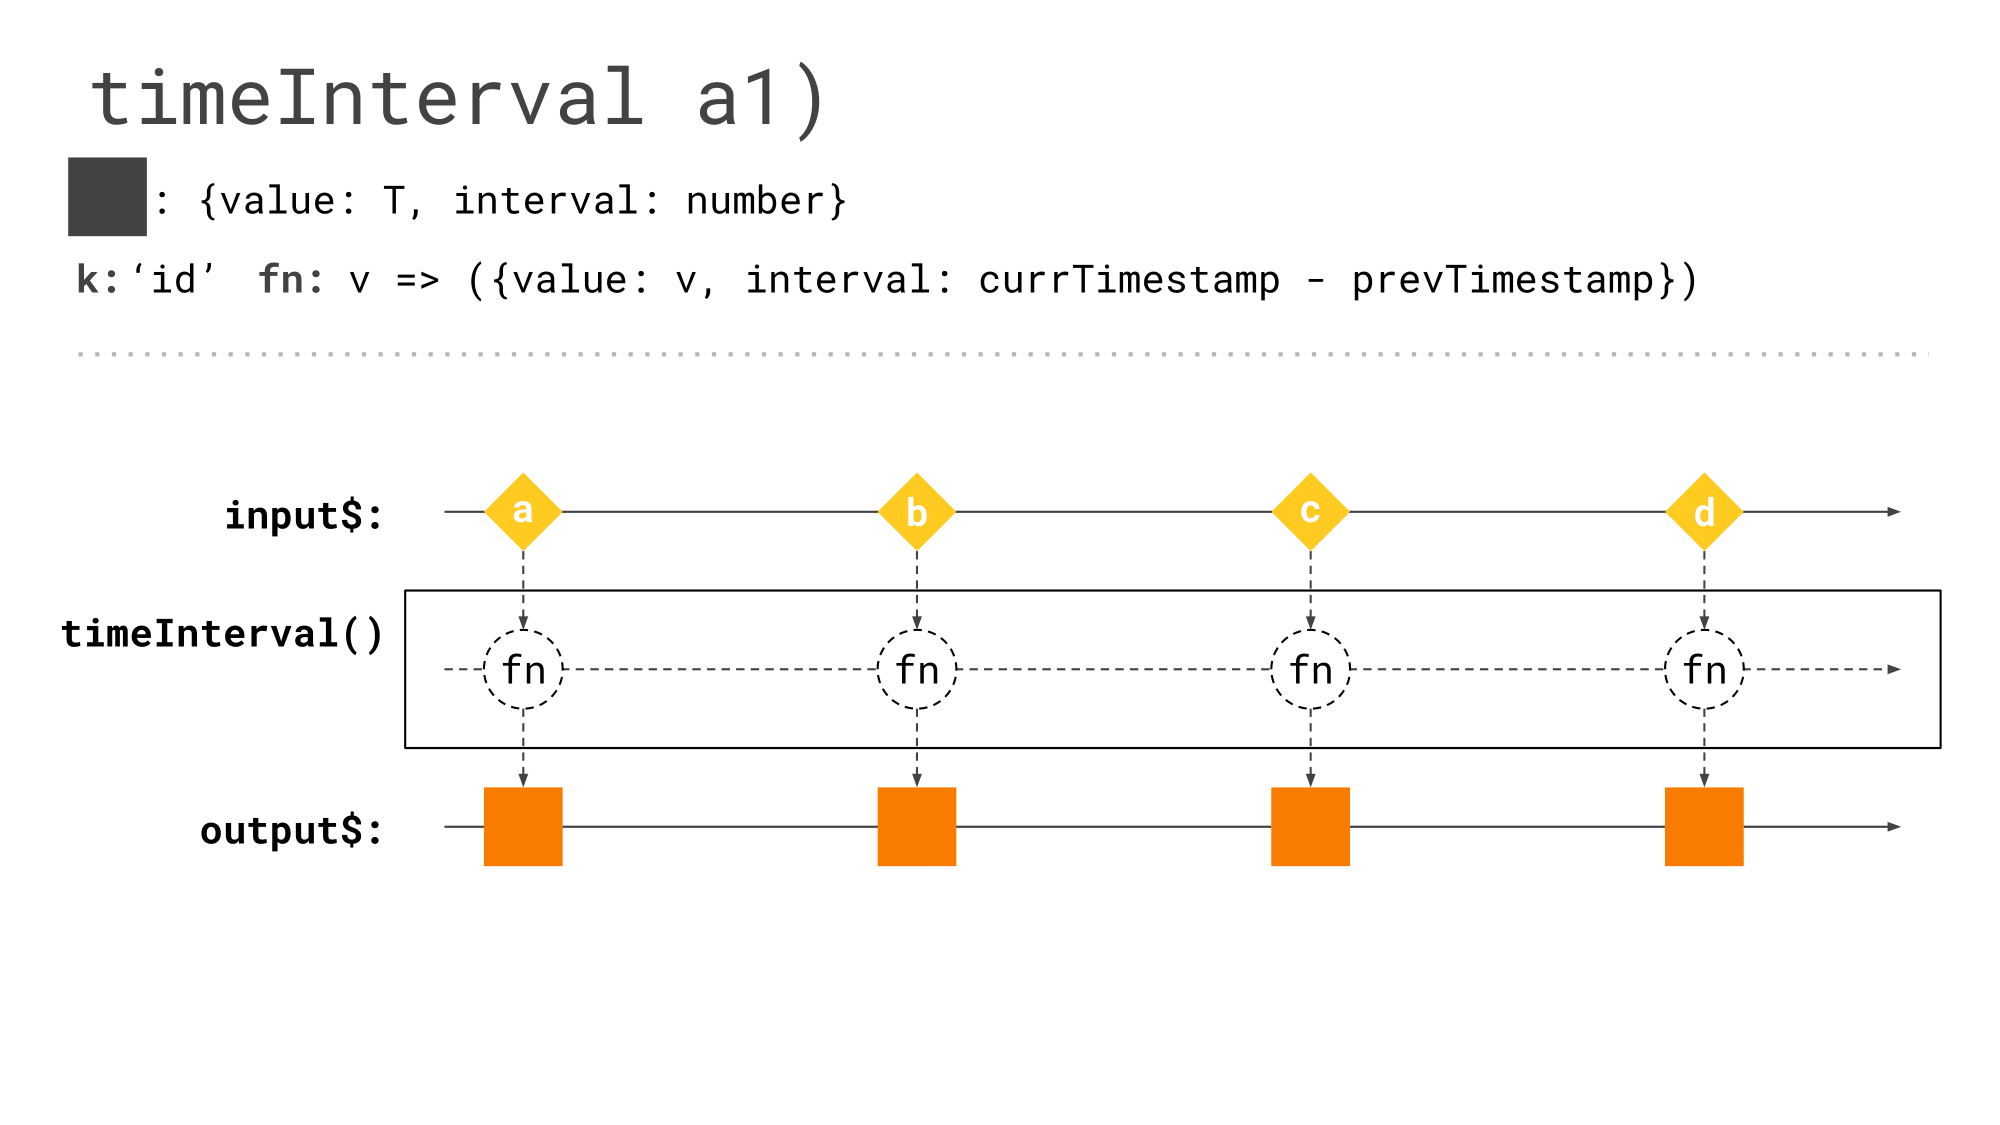 timeInterval a1)
: {value: T, interval: number}
k:‘id’ fn: v => ({value: v, interval: currTimestamp - prevTimestamp})
input$:
a b c d
timeInterval()
fn fn fn fn
output$: